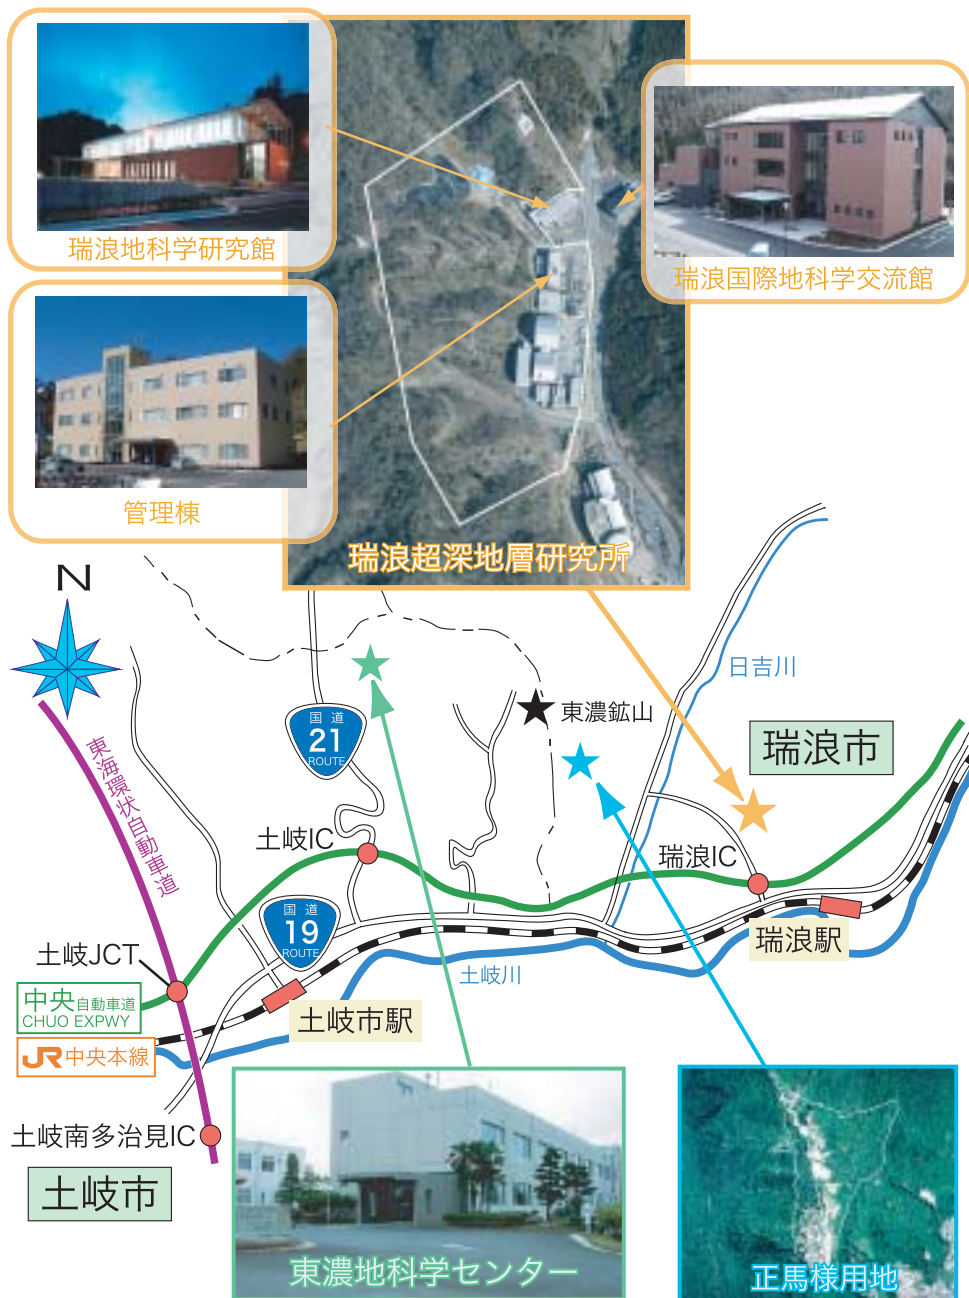 瑞浪地科学研究館
瑞浪国際地科学交流館
管理棟
瑞浪超深地層研究所
N
日吉川
東濃鉱山
国道
21
ROUTE
瑞浪市
東海環状自動車道
土岐IC
瑞浪IC
国道
19
ROUTE
瑞浪駅
土岐JCT
土岐川
中央自動車道
CHUO EXPWY
土岐市駅
JR中央本線
土岐南多治見IC
土岐市
東濃地科学センター
正馬様用地